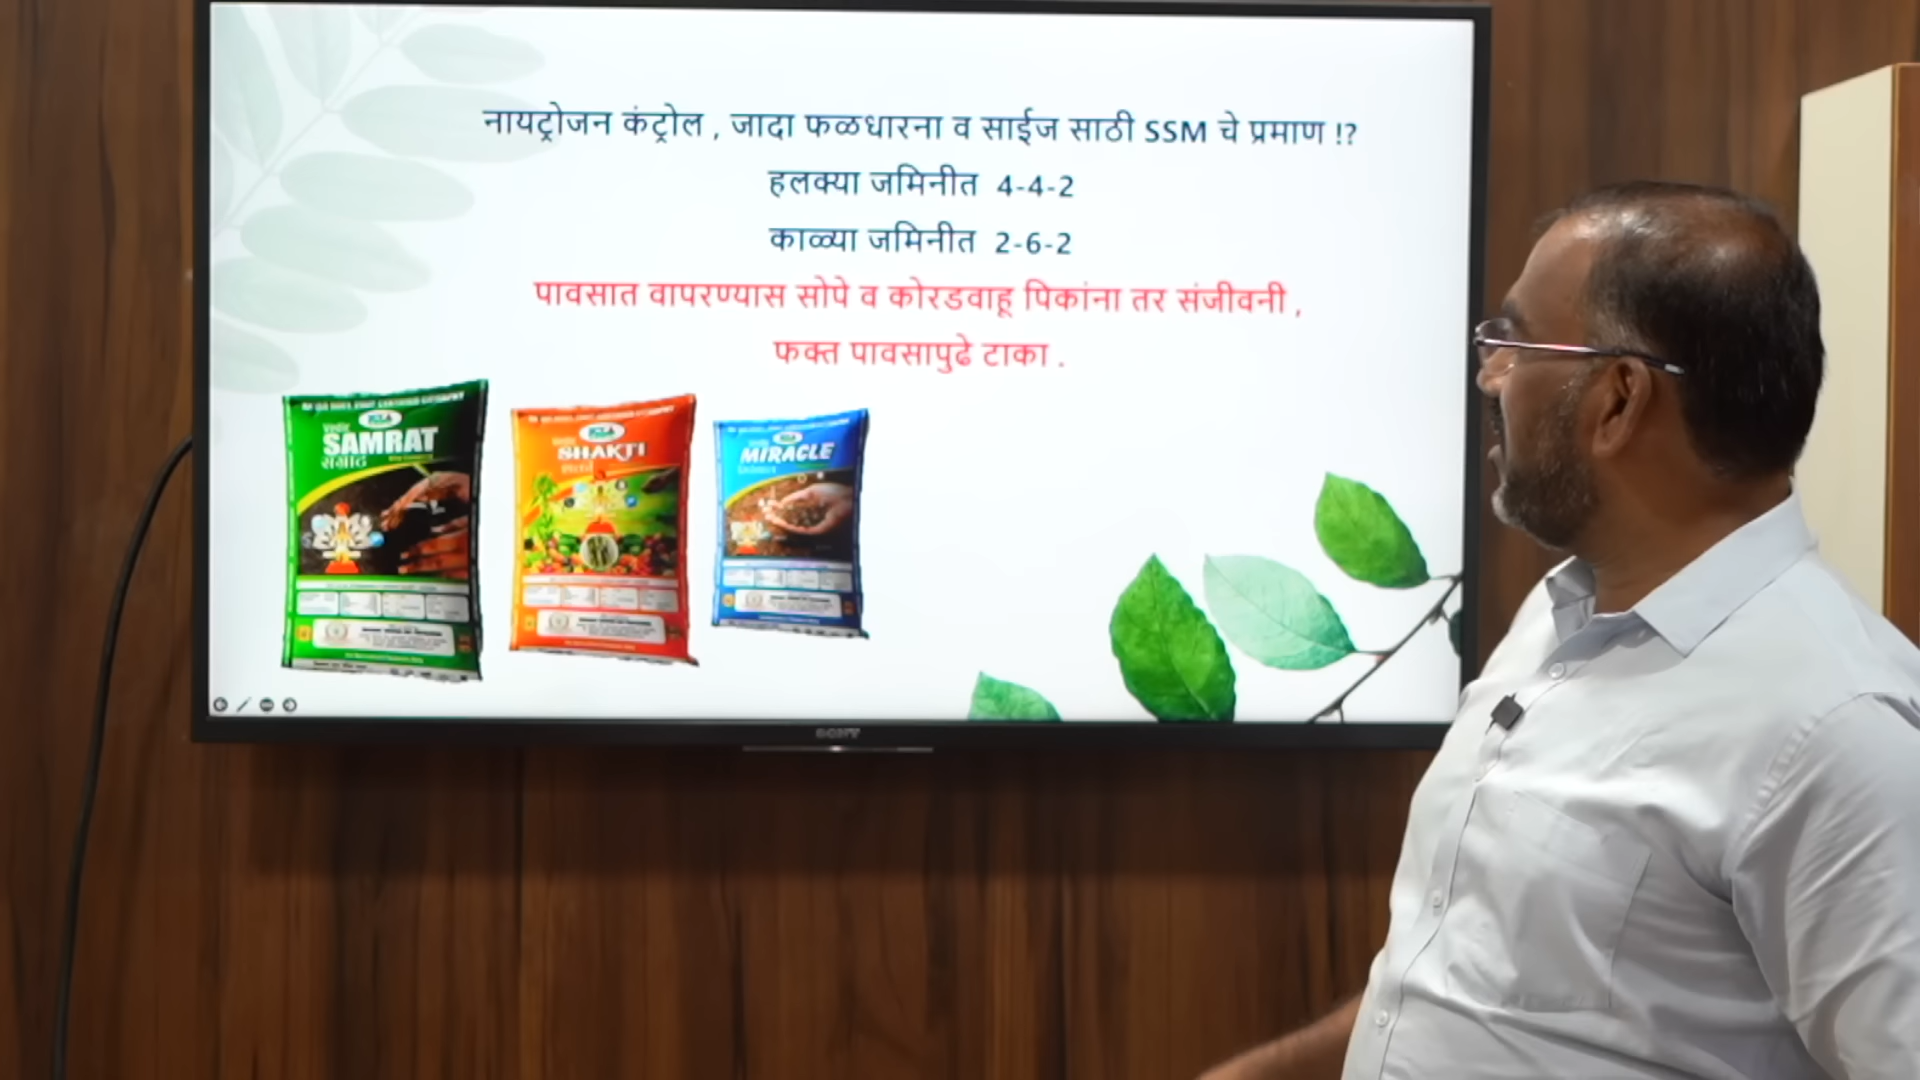 नायट्रोजन कंट्रोल , जादा फळधारना व साईज साठी SSM चे प्रमाण !?
हलक्या जमिनीत 4-4-2
काळ्या जमिनीत 2-6-2
पावसात वापरण्यास सोपे व कोरडवाहू पिकांना तर संजीवनी ,
फक्त पावसापुढे टाका .
SAMRAT
सम्राट
SHAKTI
MIRACLE
SONY